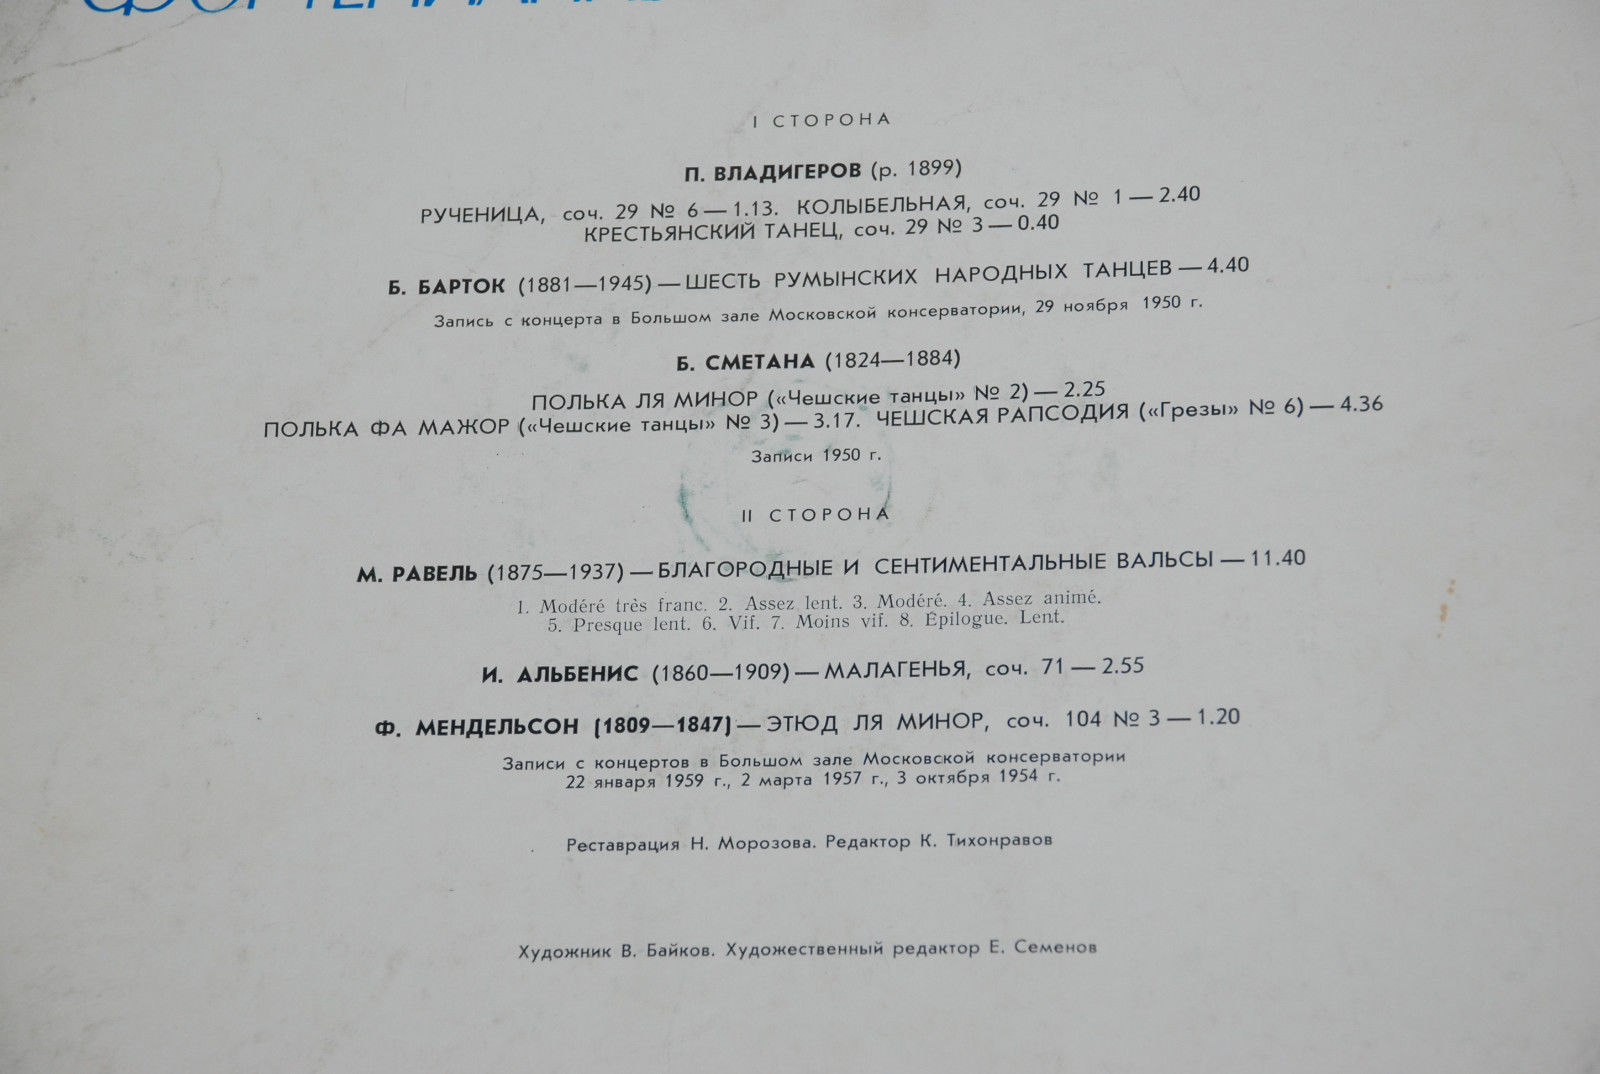 I СТОРОНА
П. ВЛАДИГЕРОВ (р. 1899)
РУЧЕНИЦА, соч. 29 № 6 — 1.13. КОЛЫБЕЛЬНАЯ, соч. 29 № 1 — 2.40
КРЕСТЬЯНСКИЙ ТАНЕЦ, соч. 29 № 3 — 0.40
Б. БАРТОК (1881—1945) — ШЕСТЬ РУМЫНСКИХ НАРОДНЫХ ТАНЦЕВ — 4.40
Запись с концерта в Большом зале Московской консерватории, 29 ноября 1950 г.
Б. СМЕТАНА (1824—1884)
ПОЛЬКА ЛЯ МИНОР («Чешские танцы» № 2) — 2.25
ПОЛЬКА ФА МАЖОР («Чешские танцы» № 3) — 3.17. ЧЕШСКАЯ РАПСОДИЯ («Грезы» № 6) — 4.36
Записи 1950 г.
II СТОРОНА
М. РАВЕЛЬ (1875—1937) — БЛАГОРОДНЫЕ И СЕНТИМЕНТАЛЬНЫЕ ВАЛЬСЫ — 11.40
1. Modéré très franc. 2. Assez lent. 3. Modéré. 4. Assez animé.
5. Presque lent. 6. Vif. 7. Moins vif. 8. Épilogue. Lent.
И. АЛЬБЕНИС (1860—1909) — МАЛАГЕНЬЯ, соч. 71 — 2.55
Ф. МЕНДЕЛЬСОН (1809—1847) — ЭТЮД ЛЯ МИНОР, соч. 104 № 3 — 1.20
Записи с концертов в Большом зале Московской консерватории
22 января 1959 г., 2 марта 1957 г., 3 октября 1954 г.
Реставрация Н. Морозова. Редактор К. Тихонравов
Художник В. Байков. Художественный редактор Е. Семенов